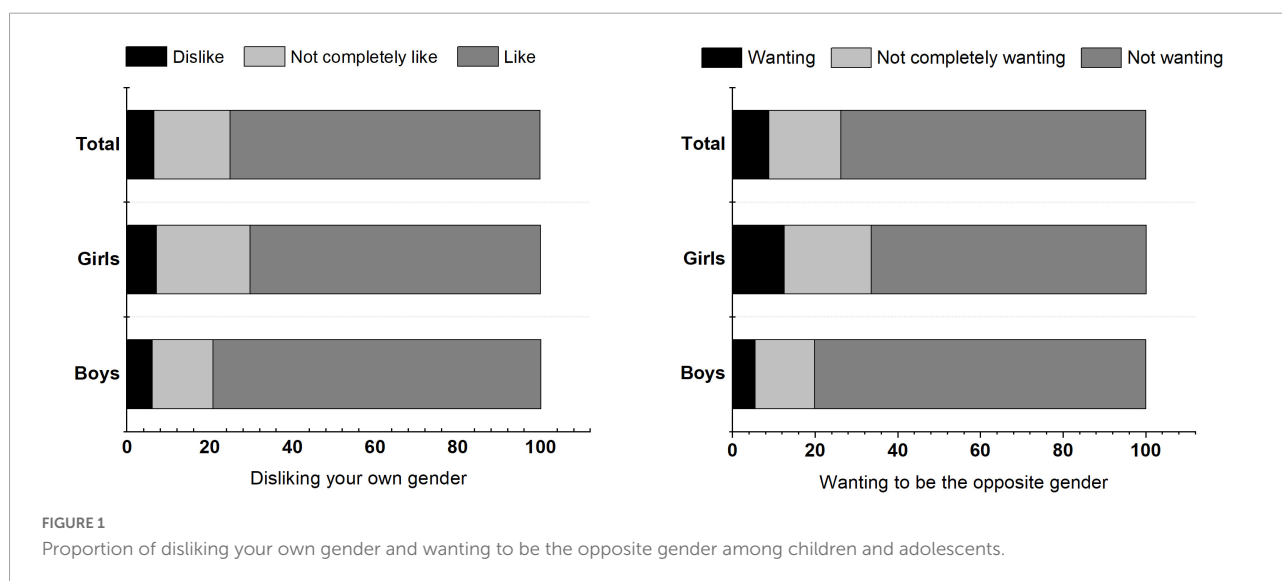 Dislike Not completely like Like
Total
Girls
Boys
0 20 40 60 80 100
Disliking your own gender
Wanting Not completely wanting Not wanting
Total
Girls
Boys
0 20 40 60 80 100
Wanting to be the opposite gender
FIGURE 1
Proportion of disliking your own gender and wanting to be the opposite gender among children and adolescents.